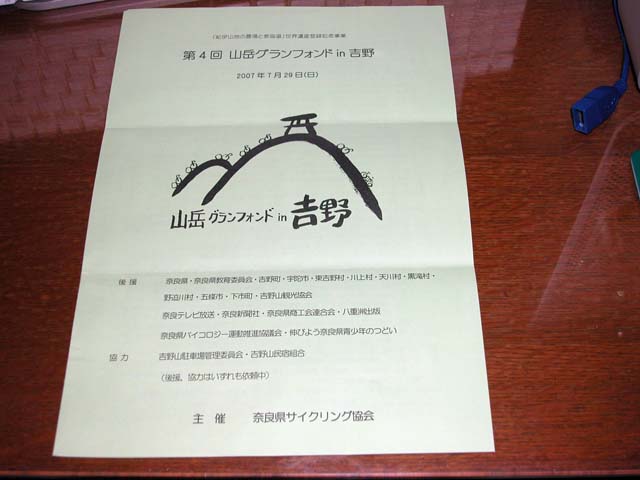 「紀伊山地の霊場と参詣道」世界遺産登録記念事業
第4回 山岳グランフォンド in 吉野
2007年7月29日(日)
山岳グランフォンド in 吉野
後援 奈良県・奈良県教育委員会・吉野町・宇陀市・東吉野村・川上村・天川村・黒滝村・
野迫川村・五條市・下市町・吉野山観光協会
奈良テレビ放送・奈良新聞社・奈良県商工会連合会・八重洲出版
奈良県バイコロジー運動推進協議会・伸びよう奈良県青少年のつどい
協力 吉野山駐車場管理委員会・吉野山民宿組合
(後援、協力はいずれも依頼中)
主催 奈良県サイクリング協会